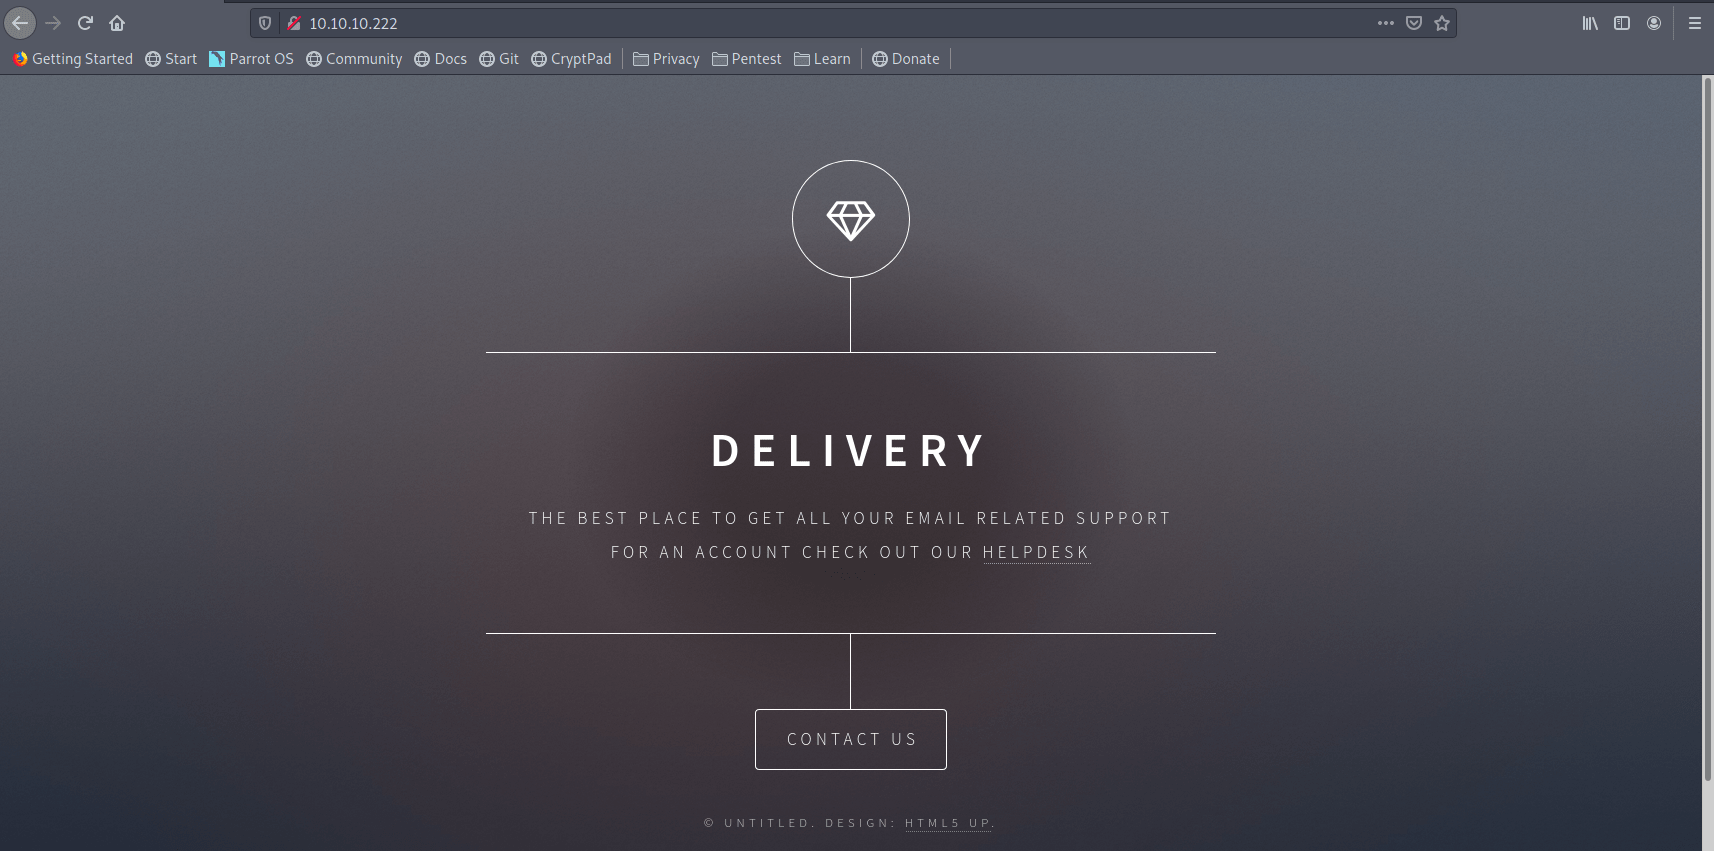 10.10.10.222
Getting Started Start Parrot OS Community Docs Git CryptPad Privacy Pentest Learn Donate
DELIVERY
THE BEST PLACE TO GET ALL YOUR EMAIL RELATED SUPPORT
FOR AN ACCOUNT CHECK OUT OUR HELPDESK
CONTACT US
© UNTITLED. DESIGN: HTML5 UP.